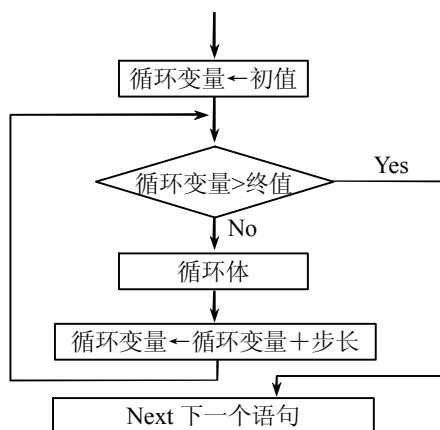 循环变量←初值
循环变量>终值
Yes
No
循环体
循环变量←循环变量＋步长
Next 下一个语句